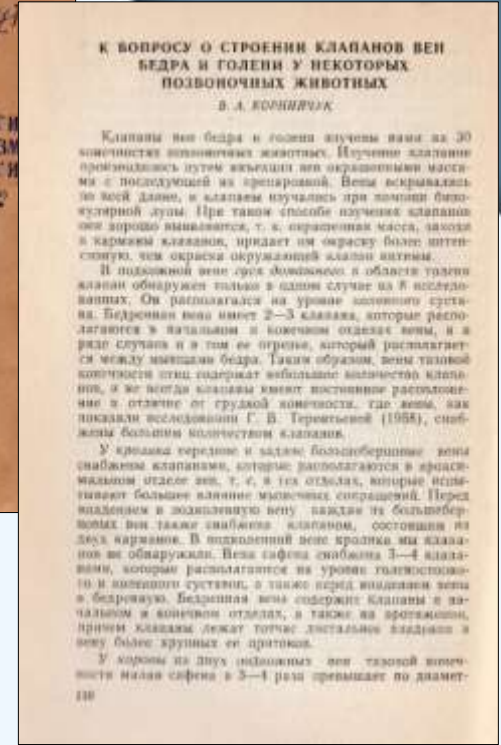 К ВОПРОСУ О СТРОЕНИИ КЛАПАНОВ ВЕН
БЕДРА И ГОЛЕНИ У НЕКОТОРЫХ
ПОЗВОНОЧНЫХ ЖИВОТНЫХ
В. А. КОРНИЙЧУК
Клапаны вен бедра и голени изучены нами на 30
конечностях позвоночных животных. Изучение клапанов
производилось путем инъекции вен окрашенными масса-
ми с последующей их препаровкой. Вены вскрывались
по всей длине, и клапаны изучались при помощи бино-
кулярной лупы. При таком способе изучения клапанов
они хорошо выявляются, т. к. окрашенная масса, заходя
в карманы клапанов, придает им окраску более интен-
сивную, чем окраска окружающей клапан интимы.
В подкожной вене гуся домашнего в области голени
клапан обнаружен только в одном случае из 8 исследо-
ванных. Он располагался на уровне коленного суста-
ва. Бедренная вена имеет 2—3 клапана, которые распо-
лагаются в начальном и конечном отделах вены, а в
ряде случаев и в том ее отрезке, который располагает-
ся между мышцами бедра. Таким образом, вены тазовой
конечности птиц содержат небольшое количество клапа-
нов, и не всегда клапаны имеют постоянное расположе-
ние в отличие от грудной конечности, где вены, как
показали исследования Г. В. Терентьевой (1958), снаб-
жены большим количеством клапанов.
У кролика передние и задние большеберцовые вены
снабжены клапанами, которые располагаются в прокси-
мальном отделе вен, т. е. в тех отделах, которые испы-
тывают большее влияние мышечных сокращений. Перед
впадением в подколенную вену каждая из большебер-
цовых вен также снабжена клапаном, состоящим из
двух карманов. В подколенной вене кролика мы клапа-
нов не обнаружили. Вена сафена снабжена 3—4 клапа-
нами, которые располагаются на уровне голеностопно-
го и коленного суставов, а также перед впадением вены
в бедренную. Бедренная вена содержит клапаны в на-
чальном и конечном отделах, а также на протяжении,
причем клапаны лежат тотчас дистальнее впадения в
вену более крупных ее притоков.
У коровы из двух подкожных вен тазовой конеч-
ности малая сафена в 3—4 раза превышает по диамет-